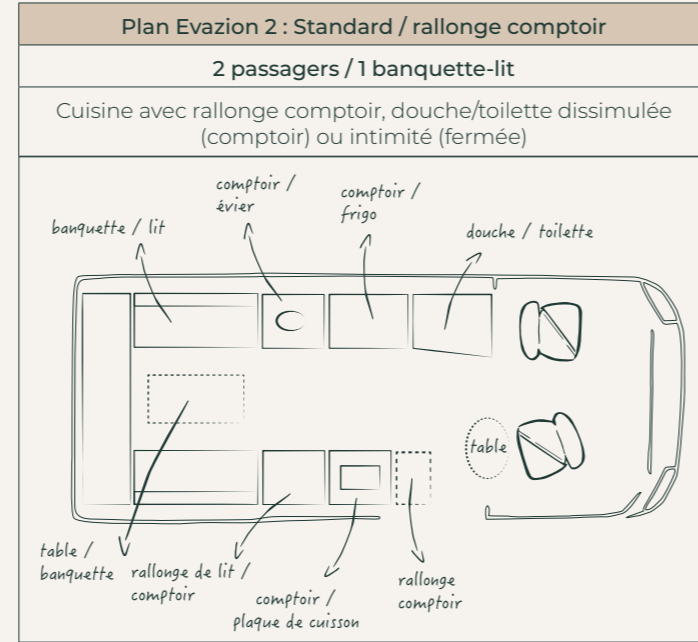 Plan Evazion 2 : Standard / rallonge comptoir
2 passagers / 1 banquette-lit
Cuisine avec rallonge comptoir, douche/toilette dissimulée
(comptoir) ou intimité (fermée)
comptoir /
évier
comptoir /
frigo
banquette / lit
douche / toilette
table
table /
banquette
rallonge de lit /
comptoir
comptoir /
plaque de cuisson
rallonge
comptoir